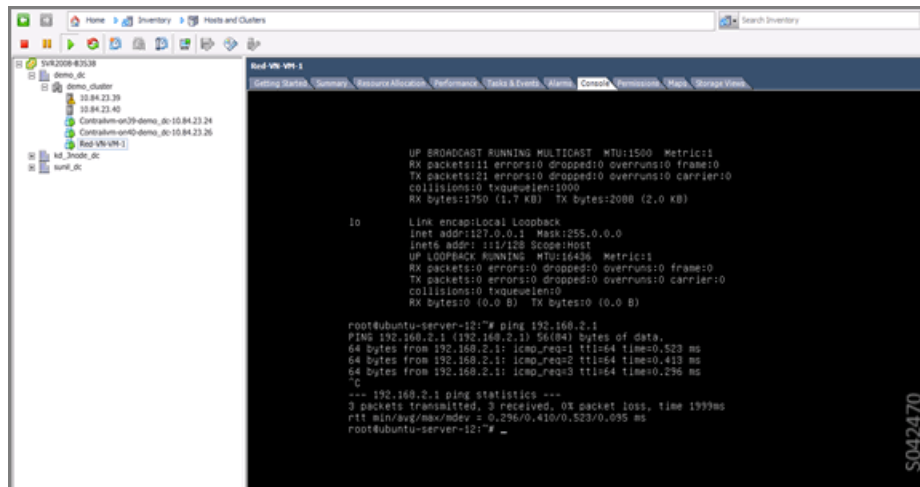 Home Inventory Hosts and Clusters
Search Inventory
SVR2008-B3S38
demo_dc
demo_cluster
10.84.23.39
10.84.23.40
Contrailvm-on39-demo_dc-10.84.23.24
Contrailvm-on40-demo_dc-10.84.23.26
Red-VN-VM-1
kd_3node_dc
sunil_dc
Red-VN-VM-1
Getting Started Summary Resource Allocation Performance Tasks & Events Alarms Console Permissions Maps Storage Views
UP BROADCAST RUNNING MULTICAST MTU:1500 Metric:1
RX packets:11 errors:0 dropped:0 overruns:0 frame:0
TX packets:21 errors:0 dropped:0 overruns:0 carrier:0
collisions:0 txqueuelen:1000
RX bytes:1750 (1.7 KB) TX bytes:2088 (2.0 KB)
lo Link encap:Local Loopback
inet addr:127.0.0.1 Mask:255.0.0.0
inet6 addr: ::1/128 Scope:Host
UP LOOPBACK RUNNING MTU:16436 Metric:1
RX packets:0 errors:0 dropped:0 overruns:0 frame:0
TX packets:0 errors:0 dropped:0 overruns:0 carrier:0
collisions:0 txqueuelen:0
RX bytes:0 (0.0 B) TX bytes:0 (0.0 B)
root@ubuntu-server-12:~# ping 192.168.2.1
PING 192.168.2.1 (192.168.2.1) 56(84) bytes of data.
64 bytes from 192.168.2.1: icmp_req=1 ttl=64 time=0.523 ms
64 bytes from 192.168.2.1: icmp_req=2 ttl=64 time=0.413 ms
64 bytes from 192.168.2.1: icmp_req=3 ttl=64 time=0.296 ms
^C
--- 192.168.2.1 ping statistics ---
3 packets transmitted, 3 received, 0% packet loss, time 1999ms
rtt min/avg/max/mdev = 0.296/0.410/0.523/0.095 ms
root@ubuntu-server-12:~# _
S042470